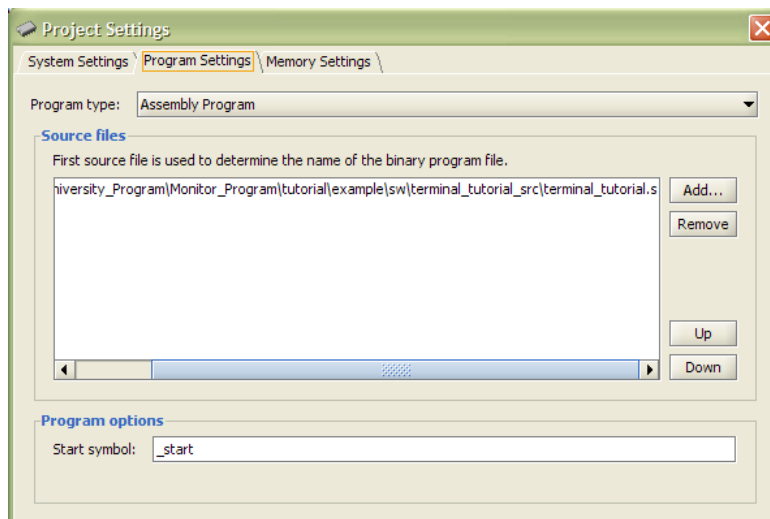 Project Settings
System Settings Program Settings Memory Settings
Program type: Assembly Program
Source files
First source file is used to determine the name of the binary program file.
niversity_Program\Monitor_Program\tutorial\example\sw\terminal_tutorial_src\terminal_tutorial.s
Add...
Remove
Up
Down
Program options
Start symbol: _start